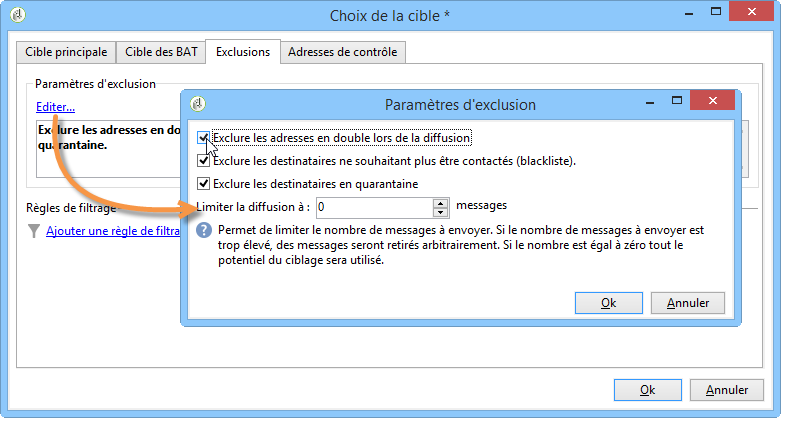 Choix de la cible *
Cible principale
Cible des BAT
Exclusions
Adresses de contrôle
Paramètres d'exclusion
Editer...
Exclure les adresses en
quarantaine.
Règles de filtrage
Ajouter une règle de
Paramètres d'exclusion
Exclure les adresses en double lors de la diffusion
Exclure les destinataires ne souhaitant plus être contactés (blackliste).
Exclure les destinataires en quarantaine
Limiter la diffusion à :
0
messages
Permet de limiter le nombre de messages à envoyer. Si le nombre de messages à envoyer est
trop élevé, des messages seront retirés arbitrairement. Si le nombre est égal à zéro tout le
potentiel du ciblage sera utilisé.
Ok
Annuler
Ok
Annuler